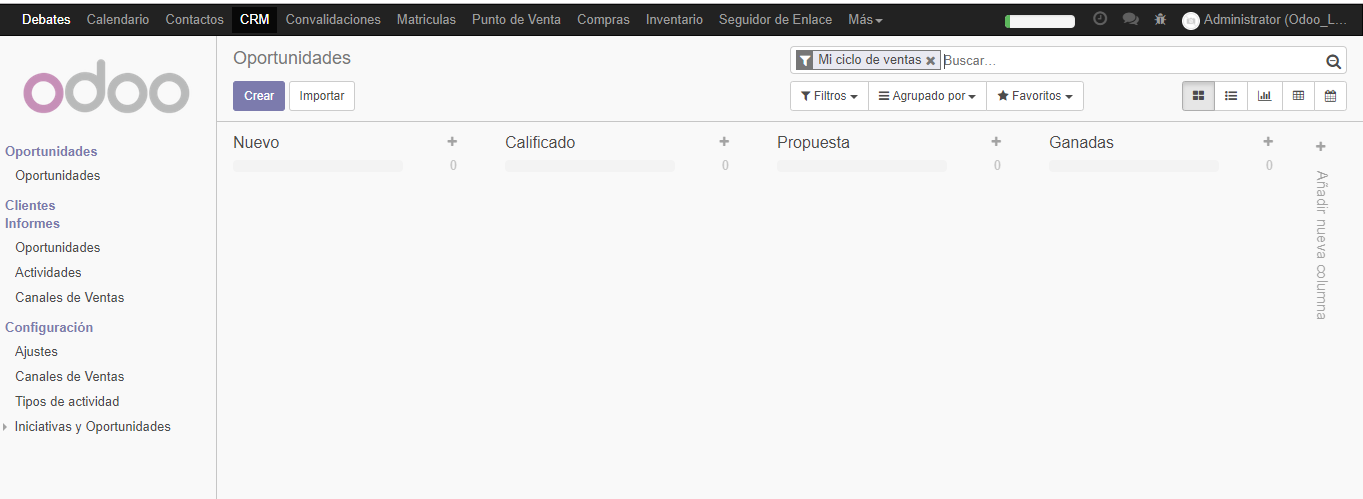 Debates Calendario Contactos CRM Convalidaciones Matriculas Punto de Venta Compras Inventario Seguidor de Enlace Más Administrator (Odoo_L...
odoo
Oportunidades
Oportunidades
Clientes
Informes
Oportunidades
Actividades
Canales de Ventas
Configuración
Ajustes
Canales de Ventas
Tipos de actividad
Iniciativas y Oportunidades
Oportunidades
Mi ciclo de ventas Buscar...
Crear Importar
Filtros Agrupado por Favoritos
Nuevo + 0
Calificado + 0
Propuesta + 0
Ganadas + 0
+ Añadir nueva columna